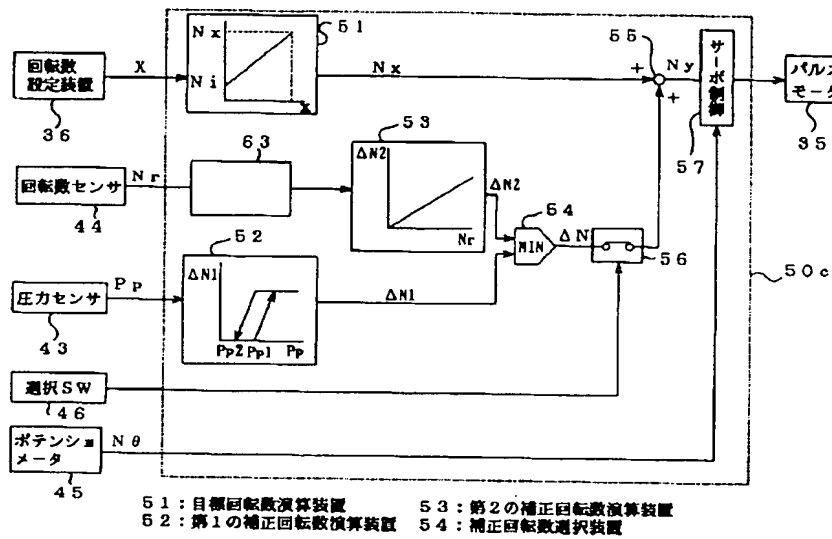 回転数
設定装置
36
X
Nx
Ni
X
51
Nx
+
55
Ny
+
サーボ制御
57
パルス
モータ
35
回転数センサ
44
Nr
63
53
ΔN2
Nr
ΔN2
54
MIN
ΔN
56
50c
圧力センサ
43
Pp
52
ΔN1
Pp2 Pp1 Pp
ΔN1
選択SW
46
ポテンショ
メータ
45
Nθ
51:目標回転数演算装置
53:第2の補正回転数演算装置
52:第1の補正回転数演算装置
54:補正回転数選択装置